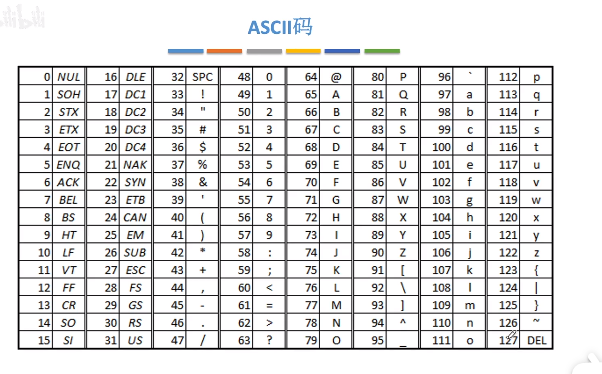 ASCII码
0 NUL 16 DLE 32 SPC 48 0 64 @ 80 P 96 ` 112 p
1 SOH 17 DC1 33 ! 49 1 65 A 81 Q 97 a 113 q
2 STX 18 DC2 34 " 50 2 66 B 82 R 98 b 114 r
3 ETX 19 DC3 35 # 51 3 67 C 83 S 99 c 115 s
4 EOT 20 DC4 36 $ 52 4 68 D 84 T 100 d 116 t
5 ENQ 21 NAK 37 % 53 5 69 E 85 U 101 e 117 u
6 ACK 22 SYN 38 & 54 6 70 F 86 V 102 f 118 v
7 BEL 23 ETB 39 ' 55 7 71 G 87 W 103 g 119 w
8 BS 24 CAN 40 ( 56 8 72 H 88 X 104 h 120 x
9 HT 25 EM 41 ) 57 9 73 I 89 Y 105 i 121 y
10 LF 26 SUB 42 * 58 : 74 J 90 Z 106 j 122 z
11 VT 27 ESC 43 + 59 ; 75 K 91 [ 107 k 123 {
12 FF 28 FS 44 , 60 < 76 L 92 \ 108 l 124 |
13 CR 29 GS 45 - 61 = 77 M 93 ] 109 m 125 }
14 SO 30 RS 46 . 62 > 78 N 94 ^ 110 n 126 ~
15 SI 31 US 47 / 63 ? 79 O 95 _ 111 o 127 DEL